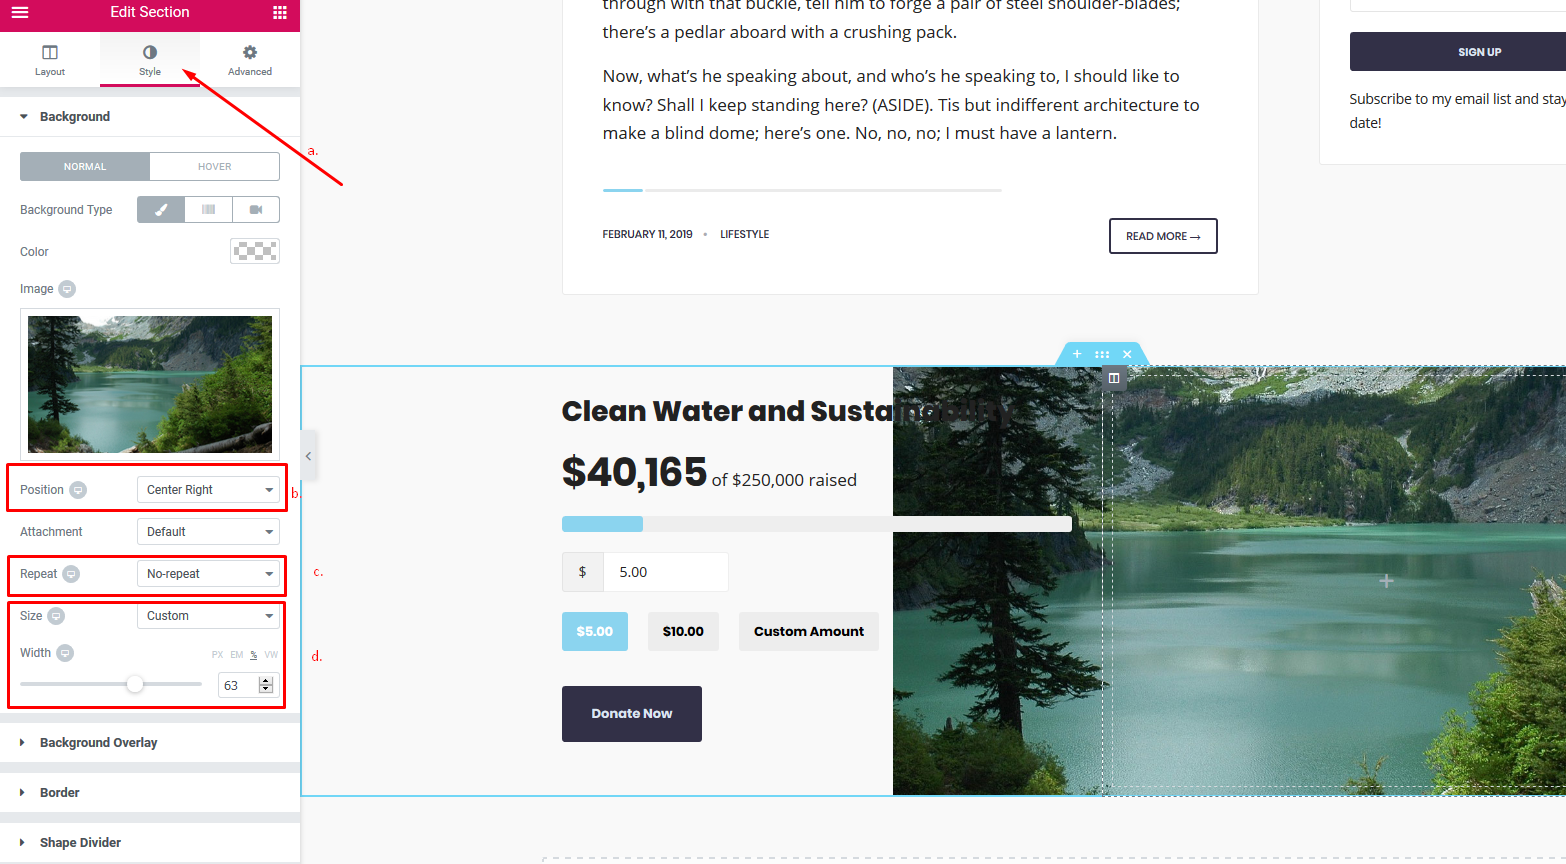 Edit Section
Layout
Style
Advanced
Background
NORMAL
HOVER
Background Type
Color
Image
Position
Center Right
b.
Attachment
Default
Repeat
No-repeat
c.
Size
Custom
Width
PX EM % VW
d.
63
Background Overlay
Border
Shape Divider
a.
through with that buckle, tell him to forge a pair of steel shoulder-blades;
there’s a pedlar aboard with a crushing pack.
Now, what’s he speaking about, and who’s he speaking to, I should like to
know? Shall I keep standing here? (ASIDE). Tis but indifferent architecture to
make a blind dome; here’s one. No, no, no; I must have a lantern.
FEBRUARY 11, 2019 • LIFESTYLE
READ MORE →
SIGN UP
Subscribe to my email list and stay
date!
Clean Water and Sustainability
$40,165 of $250,000 raised
$ 5.00
$5.00
$10.00
Custom Amount
Donate Now